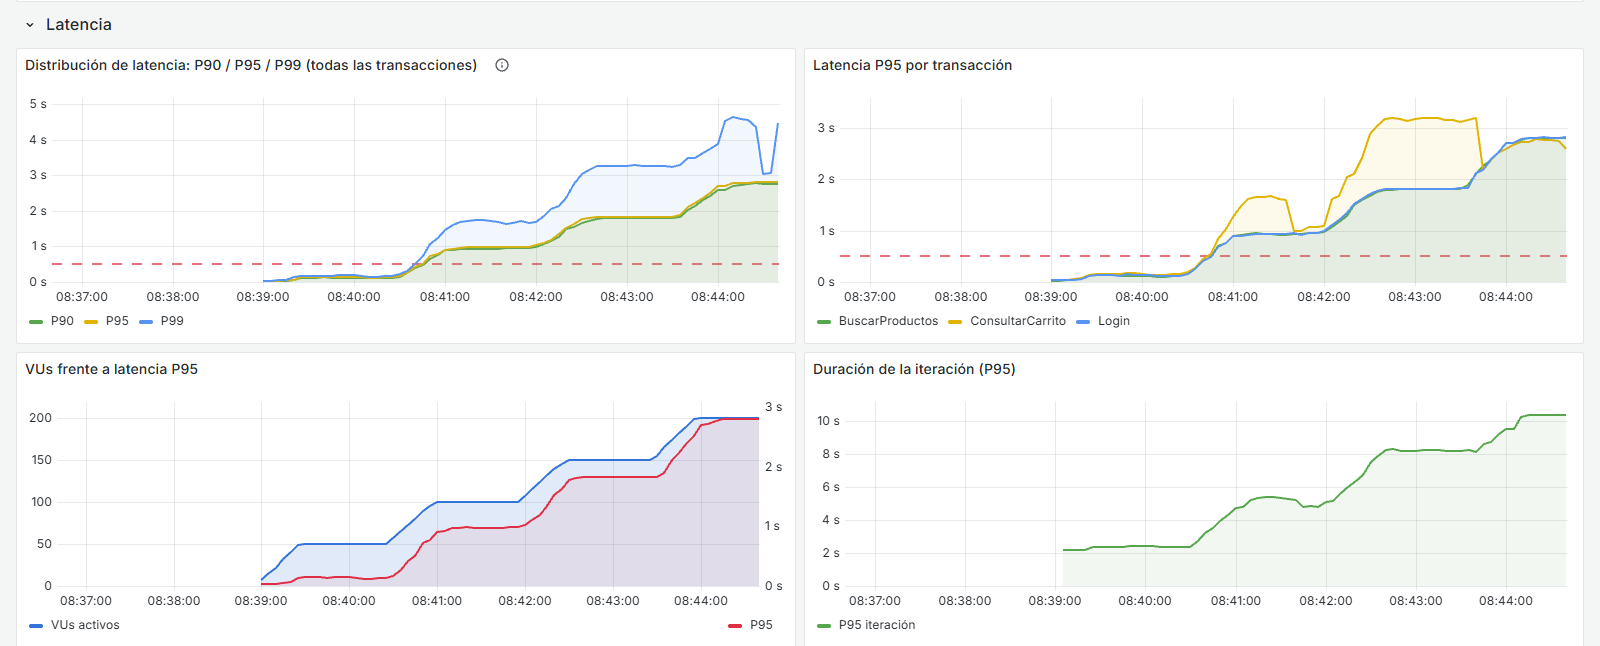 Latencia
Distribución de latencia: P90 / P95 / P99 (todas las transacciones)
5 s
4 s
3 s
2 s
1 s
0 s
08:37:00 08:38:00 08:39:00 08:40:00 08:41:00 08:42:00 08:43:00 08:44:00
P90 P95 P99
Latencia P95 por transacción
3 s
2 s
1 s
0 s
08:37:00 08:38:00 08:39:00 08:40:00 08:41:00 08:42:00 08:43:00 08:44:00
BuscarProductos ConsultarCarrito Login
VUs frente a latencia P95
200
150
100
50
0
3 s
2 s
1 s
0 s
08:37:00 08:38:00 08:39:00 08:40:00 08:41:00 08:42:00 08:43:00 08:44:00
VUs activos P95
Duración de la iteración (P95)
10 s
8 s
6 s
4 s
2 s
0 s
08:37:00 08:38:00 08:39:00 08:40:00 08:41:00 08:42:00 08:43:00 08:44:00
P95 iteración